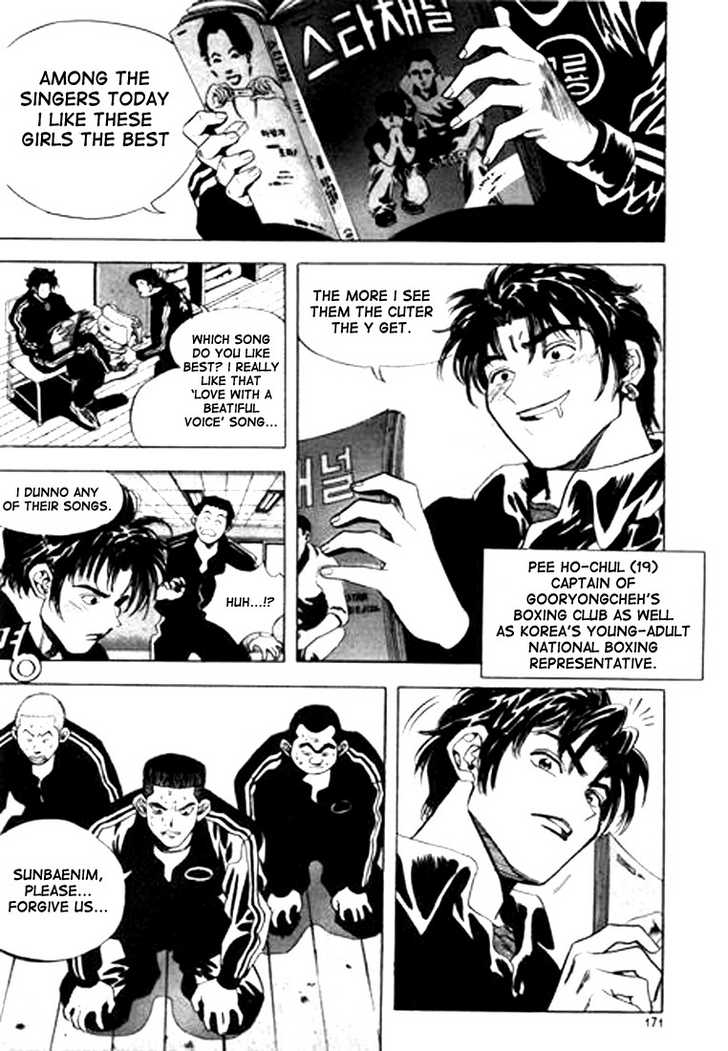 AMONG THE
SINGERS TODAY
I LIKE THESE
GIRLS THE BEST
스타채널
THE MORE I SEE
THEM THE CUTER
THE Y GET.
WHICH SONG
DO YOU LIKE
BEST? I REALLY
LIKE THAT
'LOVE WITH A
BEATIFUL
VOICE' SONG...
채널
I DUNNO ANY
OF THEIR SONGS.
HUH...!?
PEE HO-CHUL (19)
CAPTAIN OF
GOORYONGCHEH'S
BOXING CLUB AS WELL
AS KOREA'S YOUNG-ADULT
NATIONAL BOXING
REPRESENTATIVE.
SUNBAENIM,
PLEASE...
FORGIVE US...
171